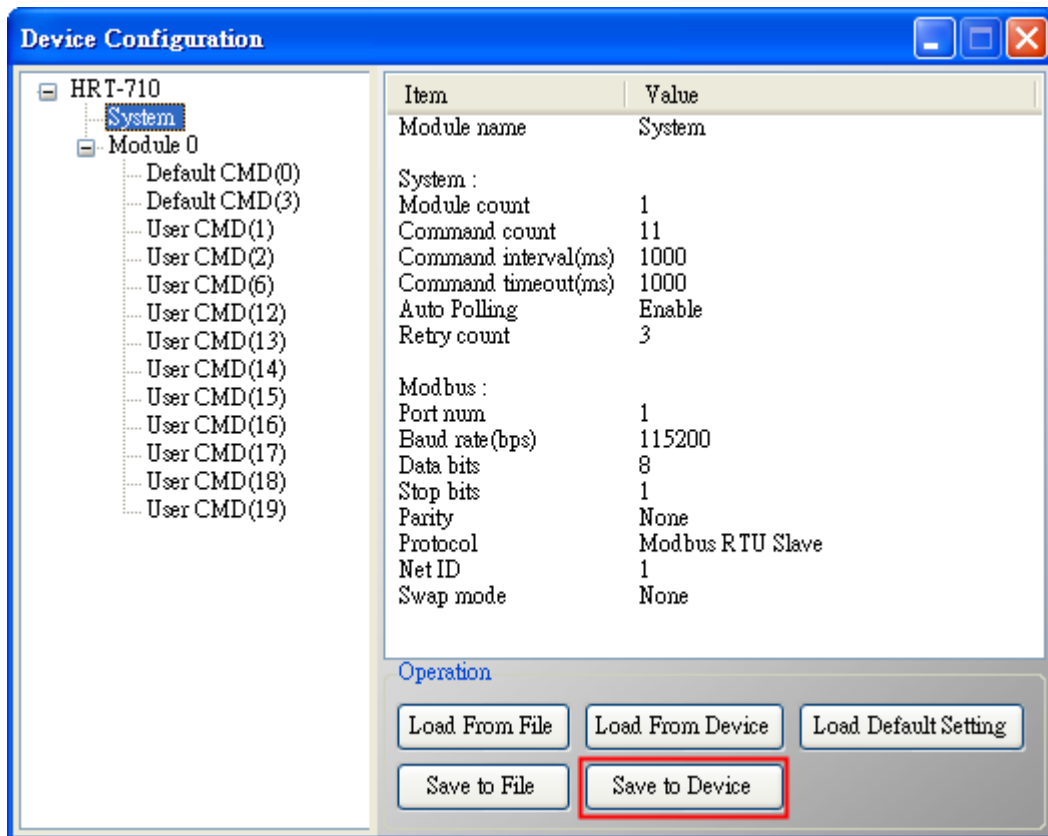 Device Configuration
HRT-710
System
Module 0
Default CMD(0)
Default CMD(3)
User CMD(1)
User CMD(2)
User CMD(6)
User CMD(12)
User CMD(13)
User CMD(14)
User CMD(15)
User CMD(16)
User CMD(17)
User CMD(18)
User CMD(19)
Item Value
Module name System
System :
Module count 1
Command count 11
Command interval(ms) 1000
Command timeout(ms) 1000
Auto Polling Enable
Retry count 3
Modbus :
Port num 1
Baud rate(bps) 115200
Data bits 8
Stop bits 1
Parity None
Protocol Modbus RTU Slave
Net ID 1
Swap mode None
Operation
Load From File Load From Device Load Default Setting
Save to File Save to Device